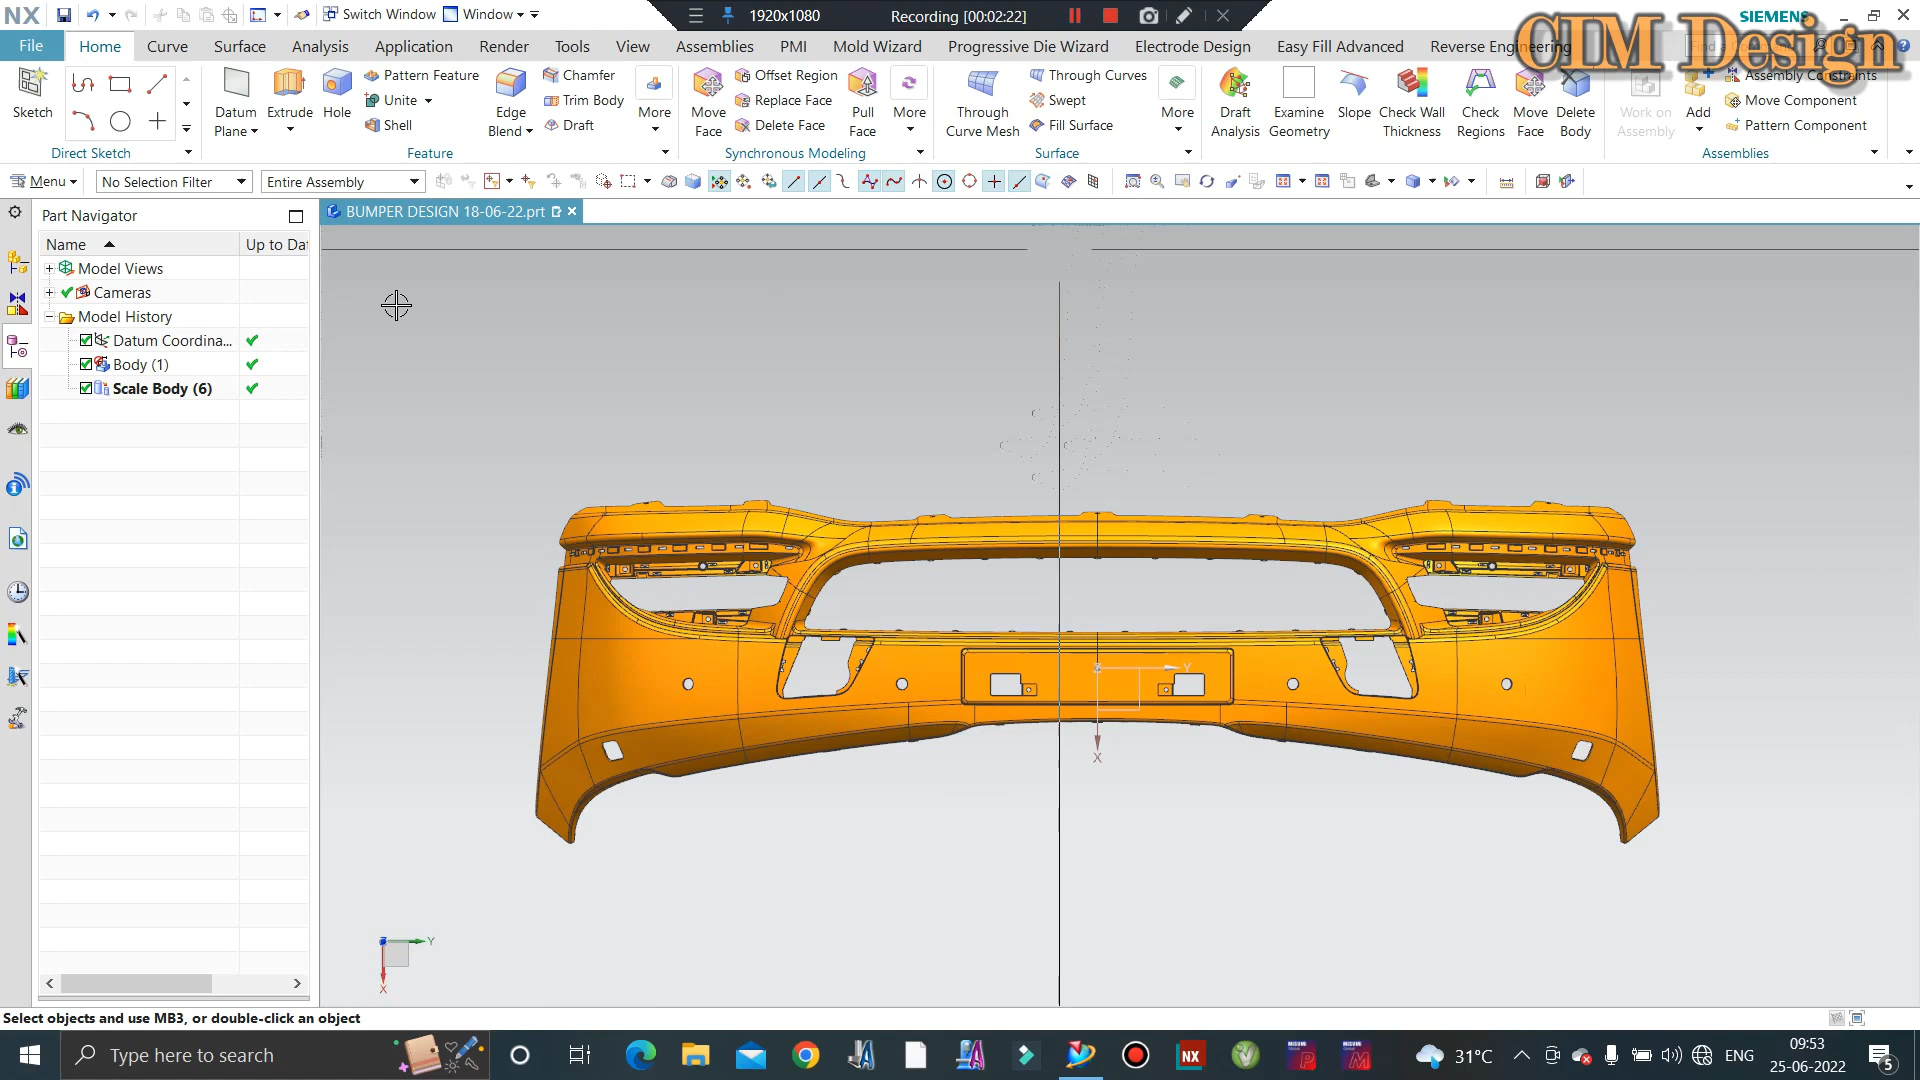 NX
Switch Window
Window
1920x1080
Recording [00:02:22]
SIEMENS
CIM Design
File
Home
Curve
Surface
Analysis
Application
Render
Tools
View
Assemblies
PMI
Mold Wizard
Progressive Die Wizard
Electrode Design
Easy Fill Advanced
Reverse Engineering
Sketch
Datum
Plane
Extrude
Hole
Pattern Feature
Unite
Shell
Edge
Blend
Chamfer
Trim Body
Draft
More
Move
Face
Offset Region
Replace Face
Delete Face
Pull
Face
More
Through
Curve Mesh
Through Curves
Swept
Fill Surface
More
Draft
Analysis
Examine
Geometry
Slope
Check Wall
Thickness
Check
Regions
Move
Face
Delete
Body
Work on
Assembly
Add
Assembly Constraints
Move Component
Pattern Component
Direct Sketch
Feature
Synchronous Modeling
Surface
Assemblies
Menu
No Selection Filter
Entire Assembly
Part Navigator
BUMPER DESIGN 18-06-22.prt
Name
Up to Da
Model Views
Cameras
Model History
Datum Coordina...
Body (1)
Scale Body (6)
Y
X
Y
X
Select objects and use MB3, or double-click an object
Type here to search
NX
31°C
ENG
09:53
25-06-2022
5